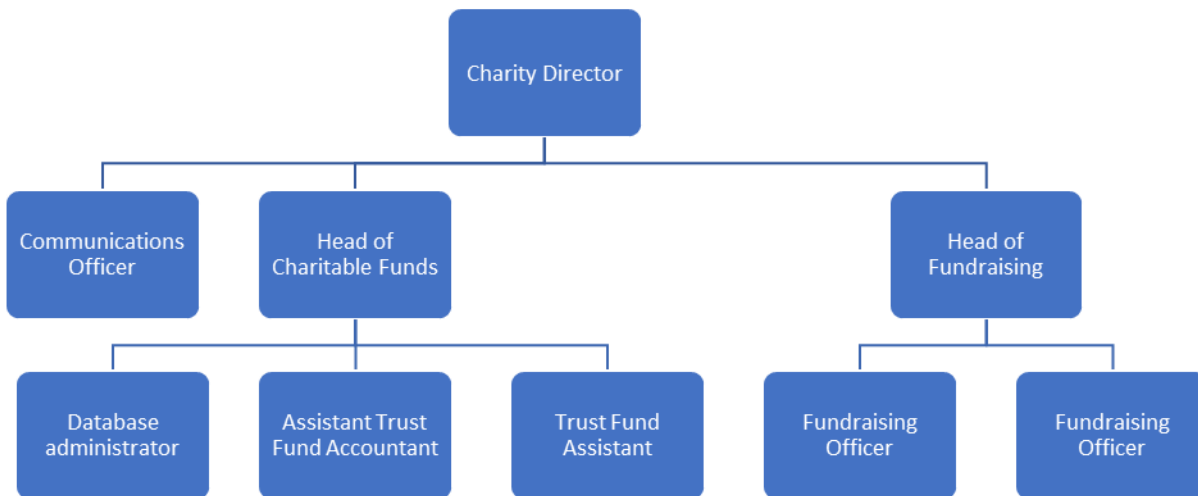 Charity Director
Communications
Officer
Head of
Charitable Funds
Head of
Fundraising
Database
administrator
Assistant Trust
Fund Accountant
Trust Fund
Assistant
Fundraising
Officer
Fundraising
Officer